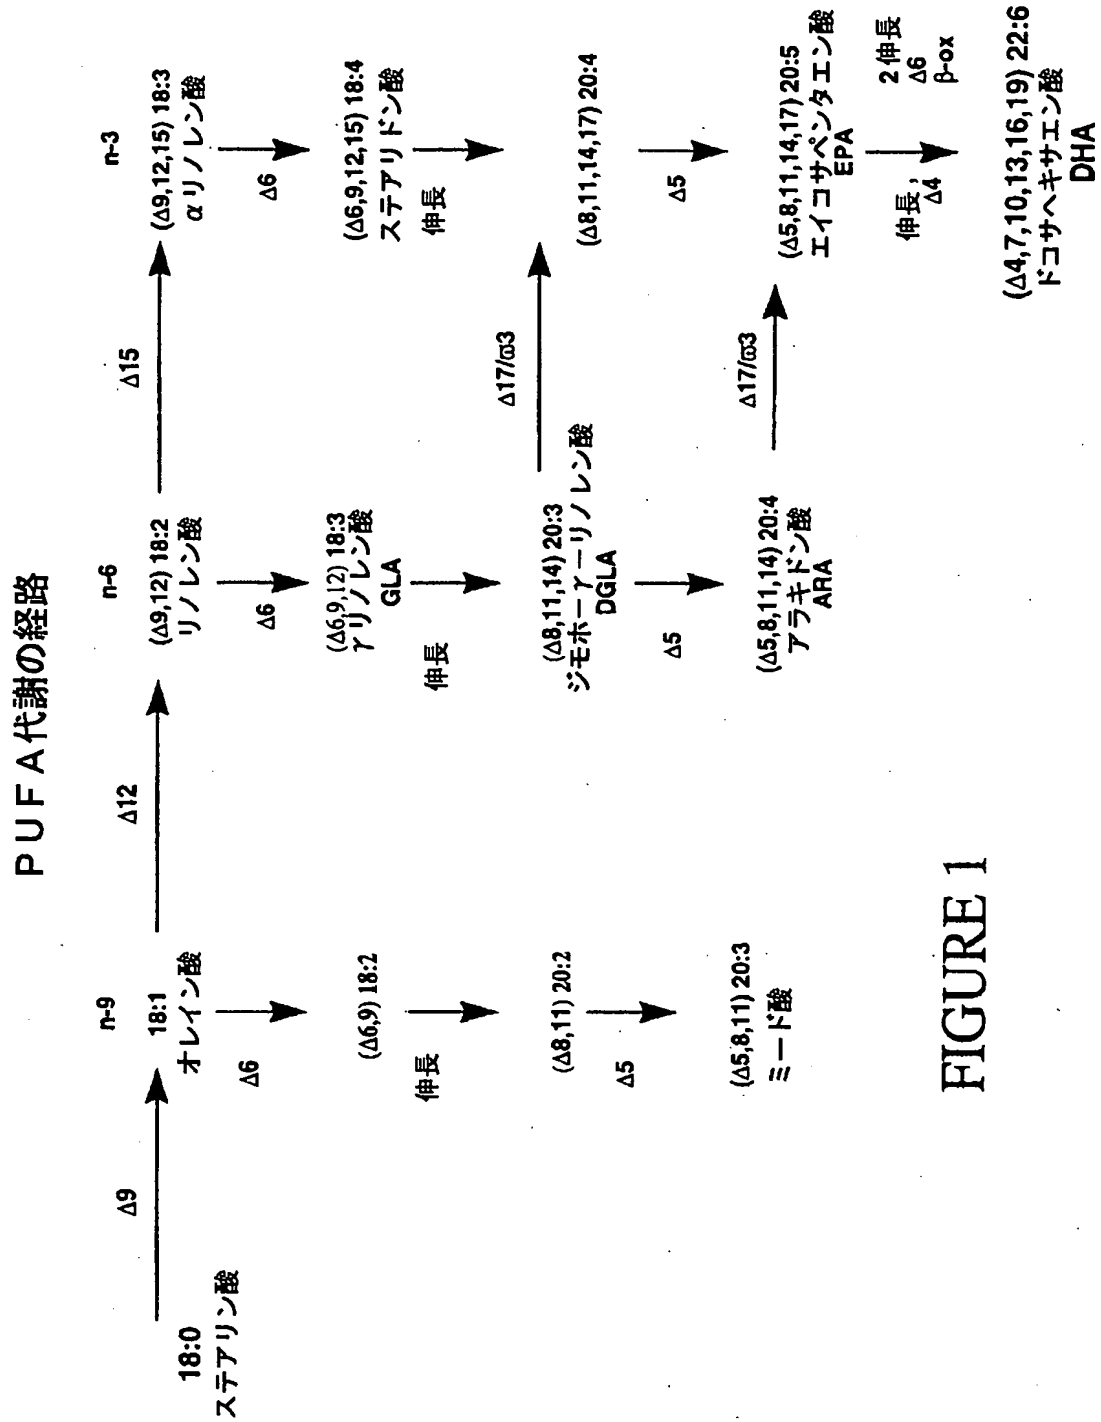 PUFA代謝の経路
n-9
n-6
n-3
18:0
ステアリン酸
Δ9
18:1
オレイン酸
Δ12
(Δ9,12) 18:2
リノレン酸
Δ15
(Δ9,12,15) 18:3
αリノレン酸
Δ6
Δ6
Δ6
(Δ6,9) 18:2
(Δ6,9,12) 18:3
γリノレン酸
GLA
(Δ6,9,12,15) 18:4
ステアリドン酸
伸長
伸長
伸長
(Δ8,11) 20:2
(Δ8,11,14) 20:3
ジモホーγーリノレン酸
DGLA
Δ17/ϖ3
(Δ8,11,14,17) 20:4
Δ5
Δ5
Δ5
(Δ5,8,11) 20:3
ミード酸
(Δ5,8,11,14) 20:4
アラキドン酸
ARA
Δ17/ϖ3
(Δ5,8,11,14,17) 20:5
エイコサペンタエン酸
EPA
伸長,
Δ4
2伸長
Δ6
β-ox
(Δ4,7,10,13,16,19) 22:6
ドコサヘキサエン酸
DHA
FIGURE 1